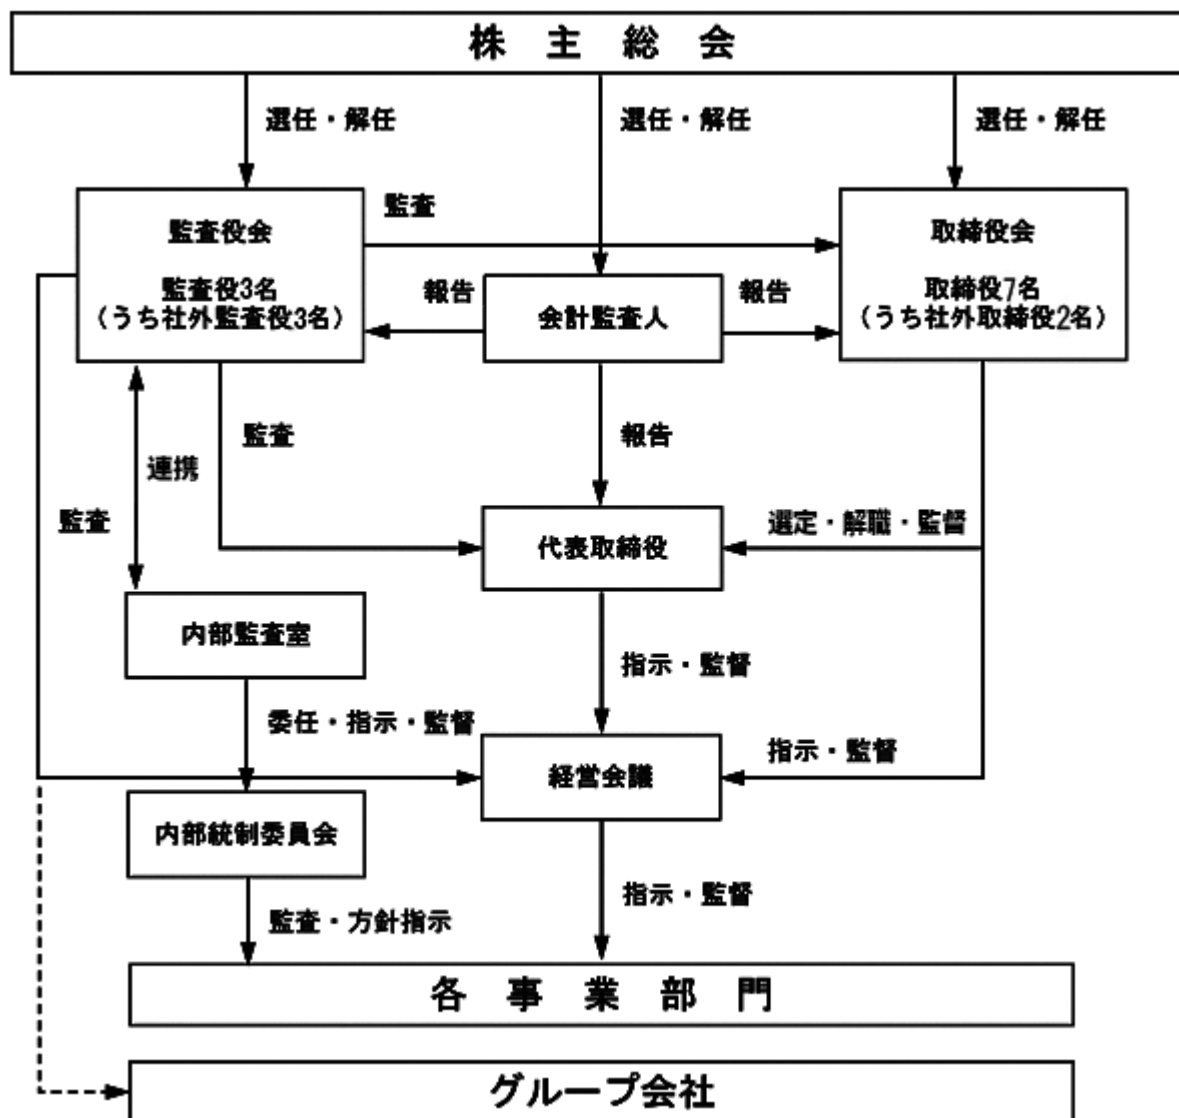 株 主 総 会
選任・解任
選任・解任
選任・解任
監査役会
監査役3名
(うち社外監査役3名)
監査
取締役会
取締役7名
(うち社外取締役2名)
報告
会計監査人
報告
監査
報告
連携
監査
代表取締役
選定・解職・監督
内部監査室
指示・監督
委任・指示・監督
経営会議
指示・監督
内部統制委員会
指示・監督
監査・方針指示
各 事 業 部 門
グループ会社